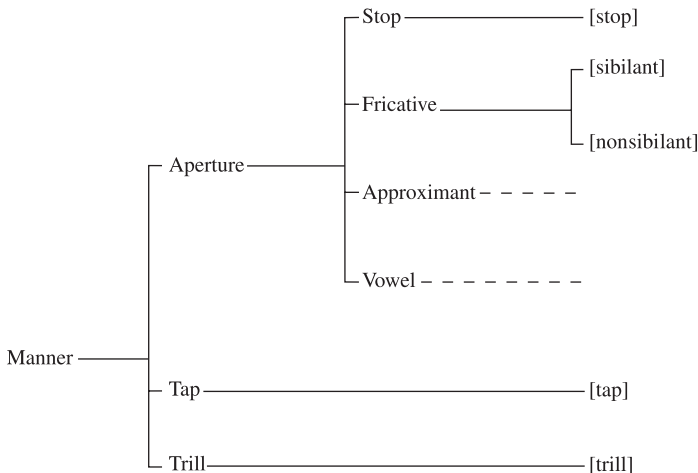 Stop [stop]
[sibilant]
Fricative
[nonsibilant]
Aperture
Approximant
Vowel
Manner
Tap [tap]
Trill [trill]